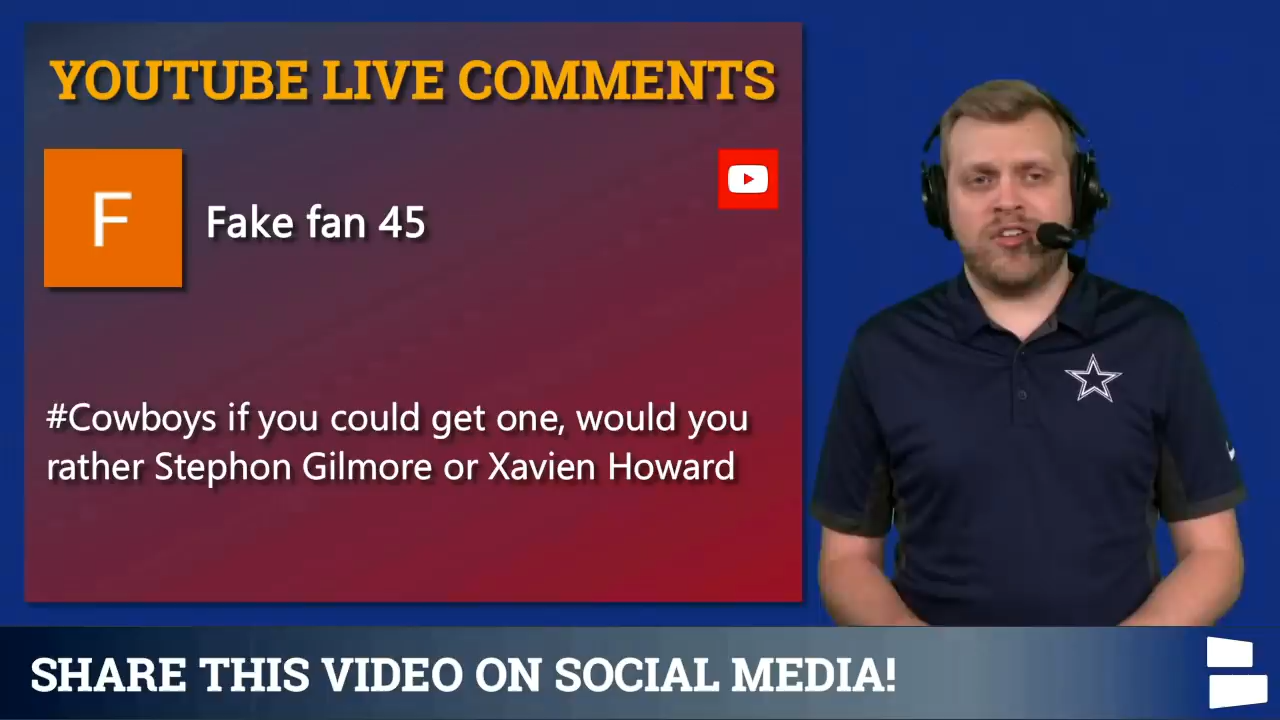 YOUTUBE LIVE COMMENTS
F
Fake fan 45
#Cowboys if you could get one, would you
rather Stephon Gilmore or Xavien Howard
SHARE THIS VIDEO ON SOCIAL MEDIA!